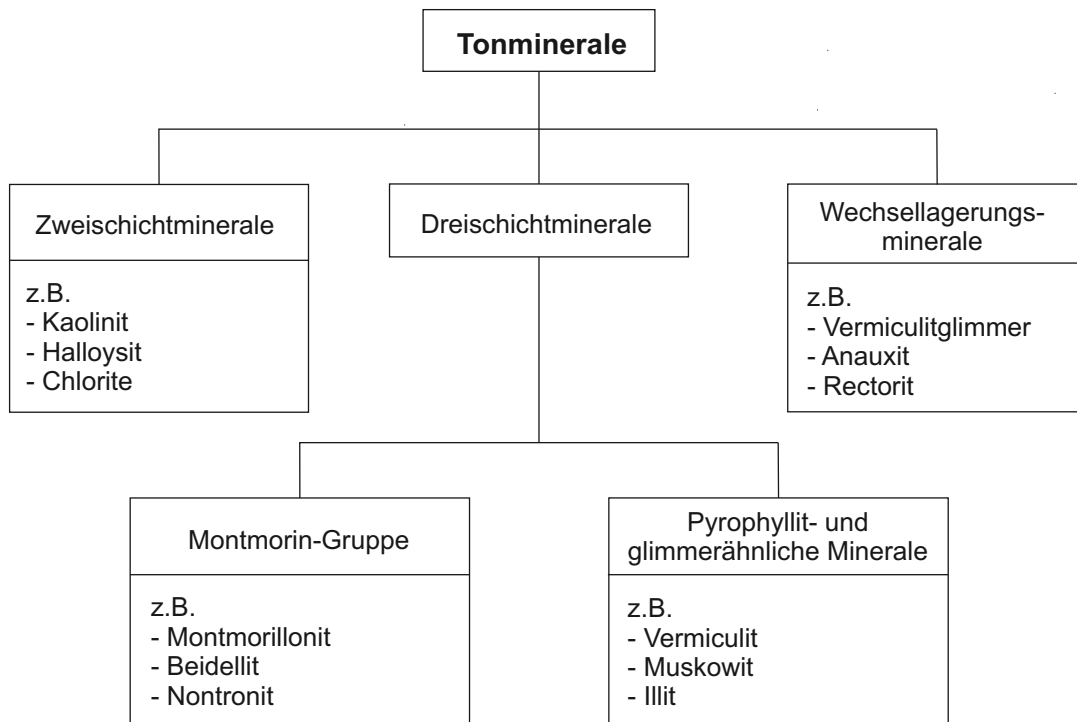 Tonminerale
Zweischichtminerale
z.B.
- Kaolinit
- Halloysit
- Chlorite
Dreischichtminerale
Wechsellagerungs-
minerale
z.B.
- Vermiculitglimmer
- Anauxit
- Rectorit
Montmorin-Gruppe
z.B.
- Montmorillonit
- Beidellit
- Nontronit
Pyrophyllit- und
glimmerähnliche Minerale
z.B.
- Vermiculit
- Muskowit
- Illit